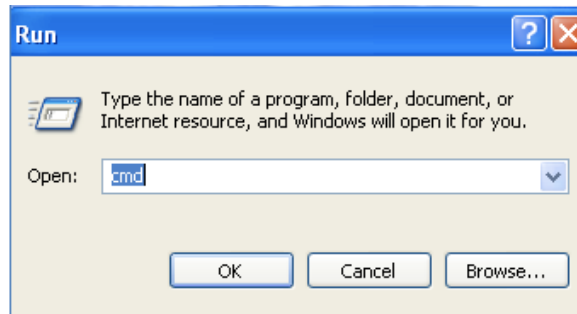 Run
Type the name of a program, folder, document, or
Internet resource, and Windows will open it for you.
Open: cmd
OK Cancel Browse...